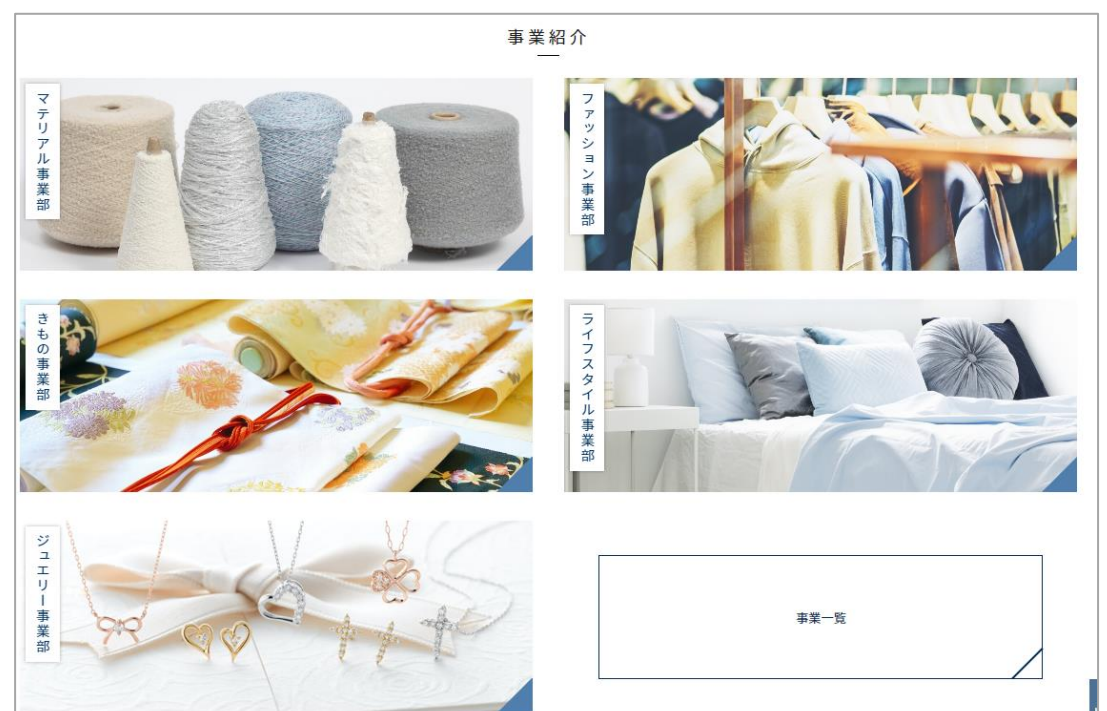 事業紹介
マテリアル事業部
ファッション事業部
きもの事業部
ライフスタイル事業部
ジュエリー事業部
事業一覧